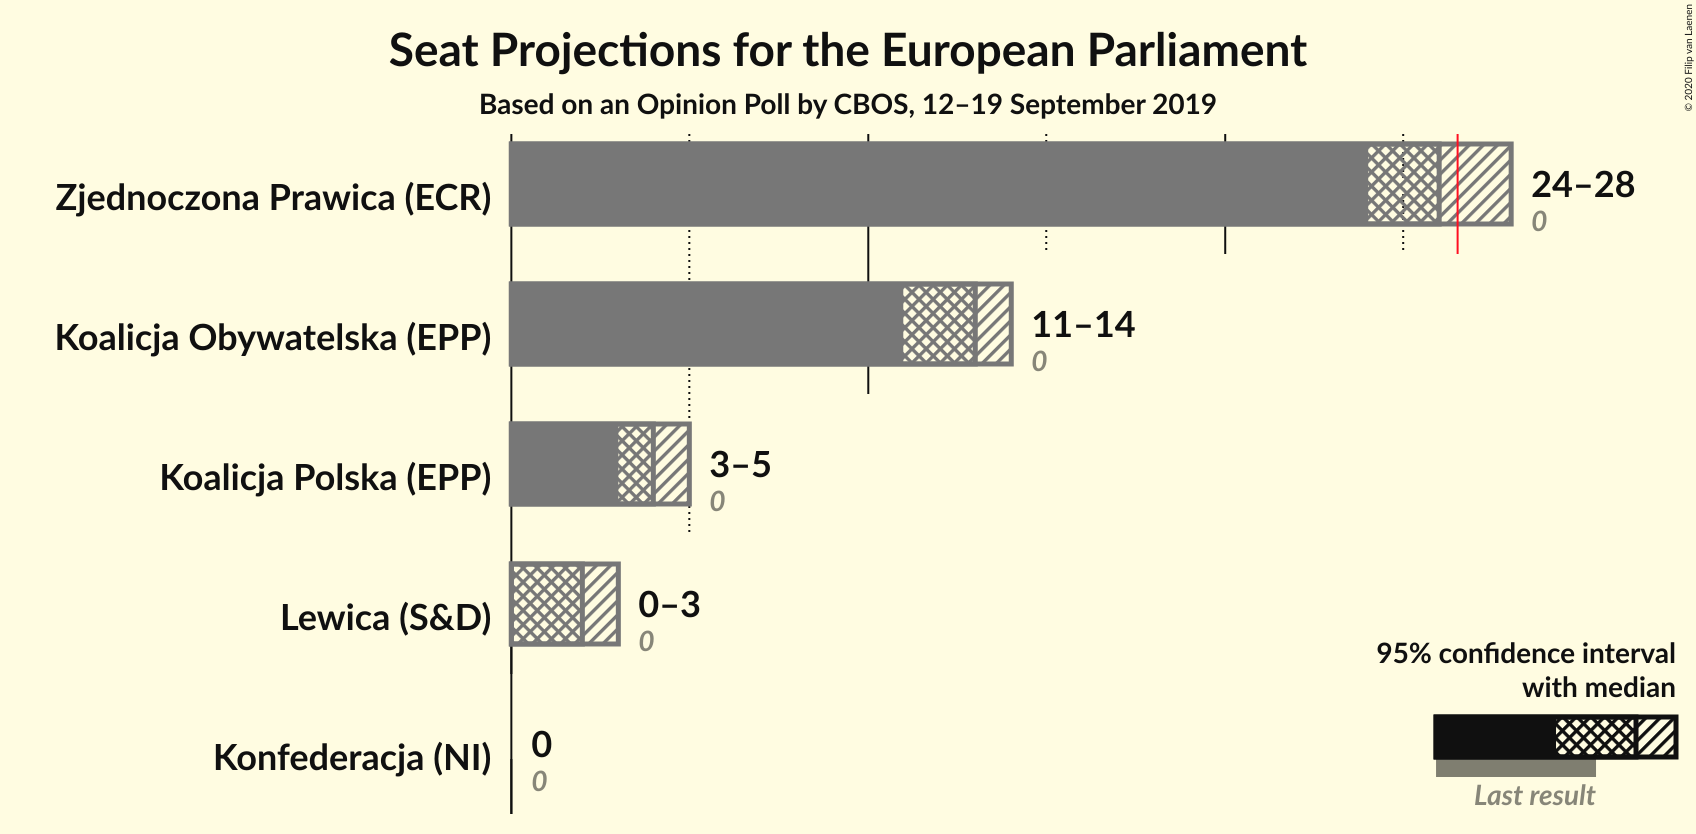 Seat Projections for the European Parliament
Based on an Opinion Poll by CBOS, 12–19 September 2019
© 2020 Filip van Laenen
Zjednoczona Prawica (ECR)
24–28
0
Koalicja Obywatelska (EPP)
11–14
0
Koalicja Polska (EPP)
3–5
0
Lewica (S&D)
0–3
0
Konfederacja (NI)
0
0
95% confidence interval
with median
Last result